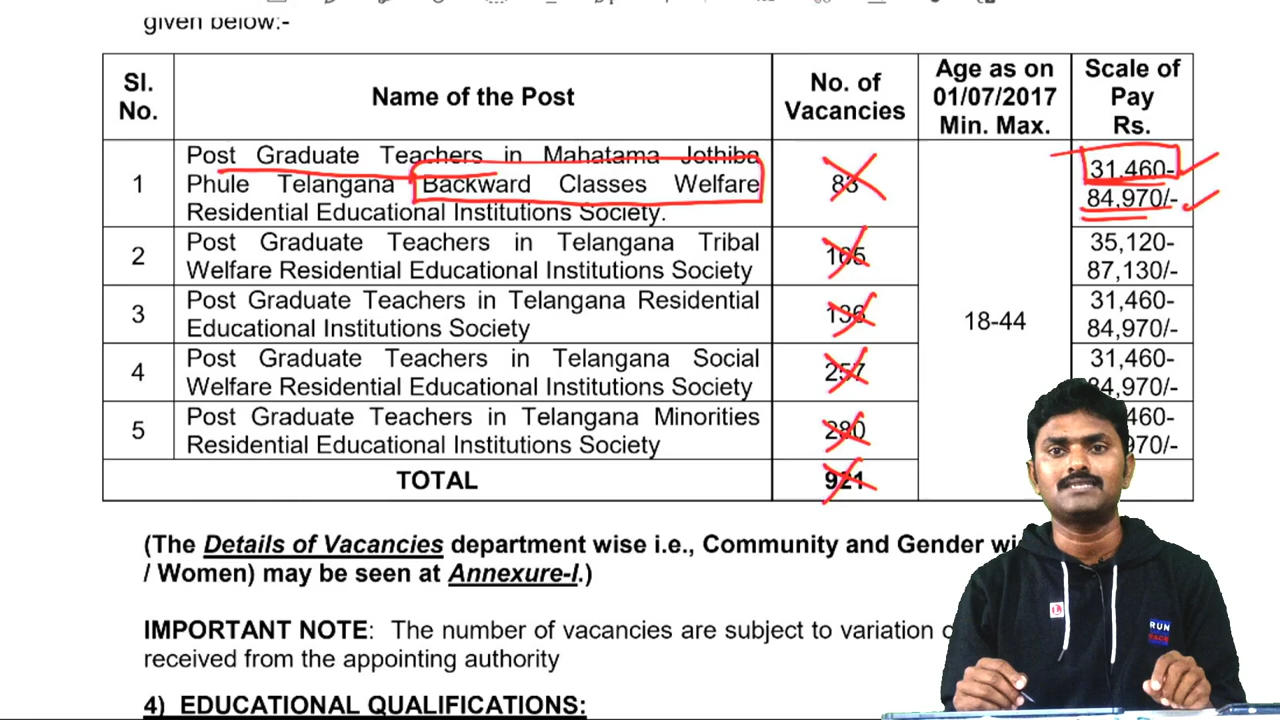 given below:-
Sl. No.
Name of the Post
No. of Vacancies
Age as on 01/07/2017 Min. Max.
Scale of Pay Rs.
1
Post Graduate Teachers in Mahatama Jothiba
Phule Telangana Backward Classes Welfare
Residential Educational Institutions Society.
31,460-
84,970/-
2
Post Graduate Teachers in Telangana Tribal
Welfare Residential Educational Institutions Society
165
35,120-
87,130/-
3
Post Graduate Teachers in Telangana Residential
Educational Institutions Society
136
18-44
31,460-
84,970/-
4
Post Graduate Teachers in Telangana Social
Welfare Residential Educational Institutions Society
257
31,460-
84,970/-
5
Post Graduate Teachers in Telangana Minorities
Residential Educational Institutions Society
280
460-
970/-
TOTAL
921
(The Details of Vacancies department wise i.e., Community and Gender wi
/ Women) may be seen at Annexure-I.)
IMPORTANT NOTE: The number of vacancies are subject to variation o
received from the appointing authority
4) EDUCATIONAL QUALIFICATIONS:
RUN